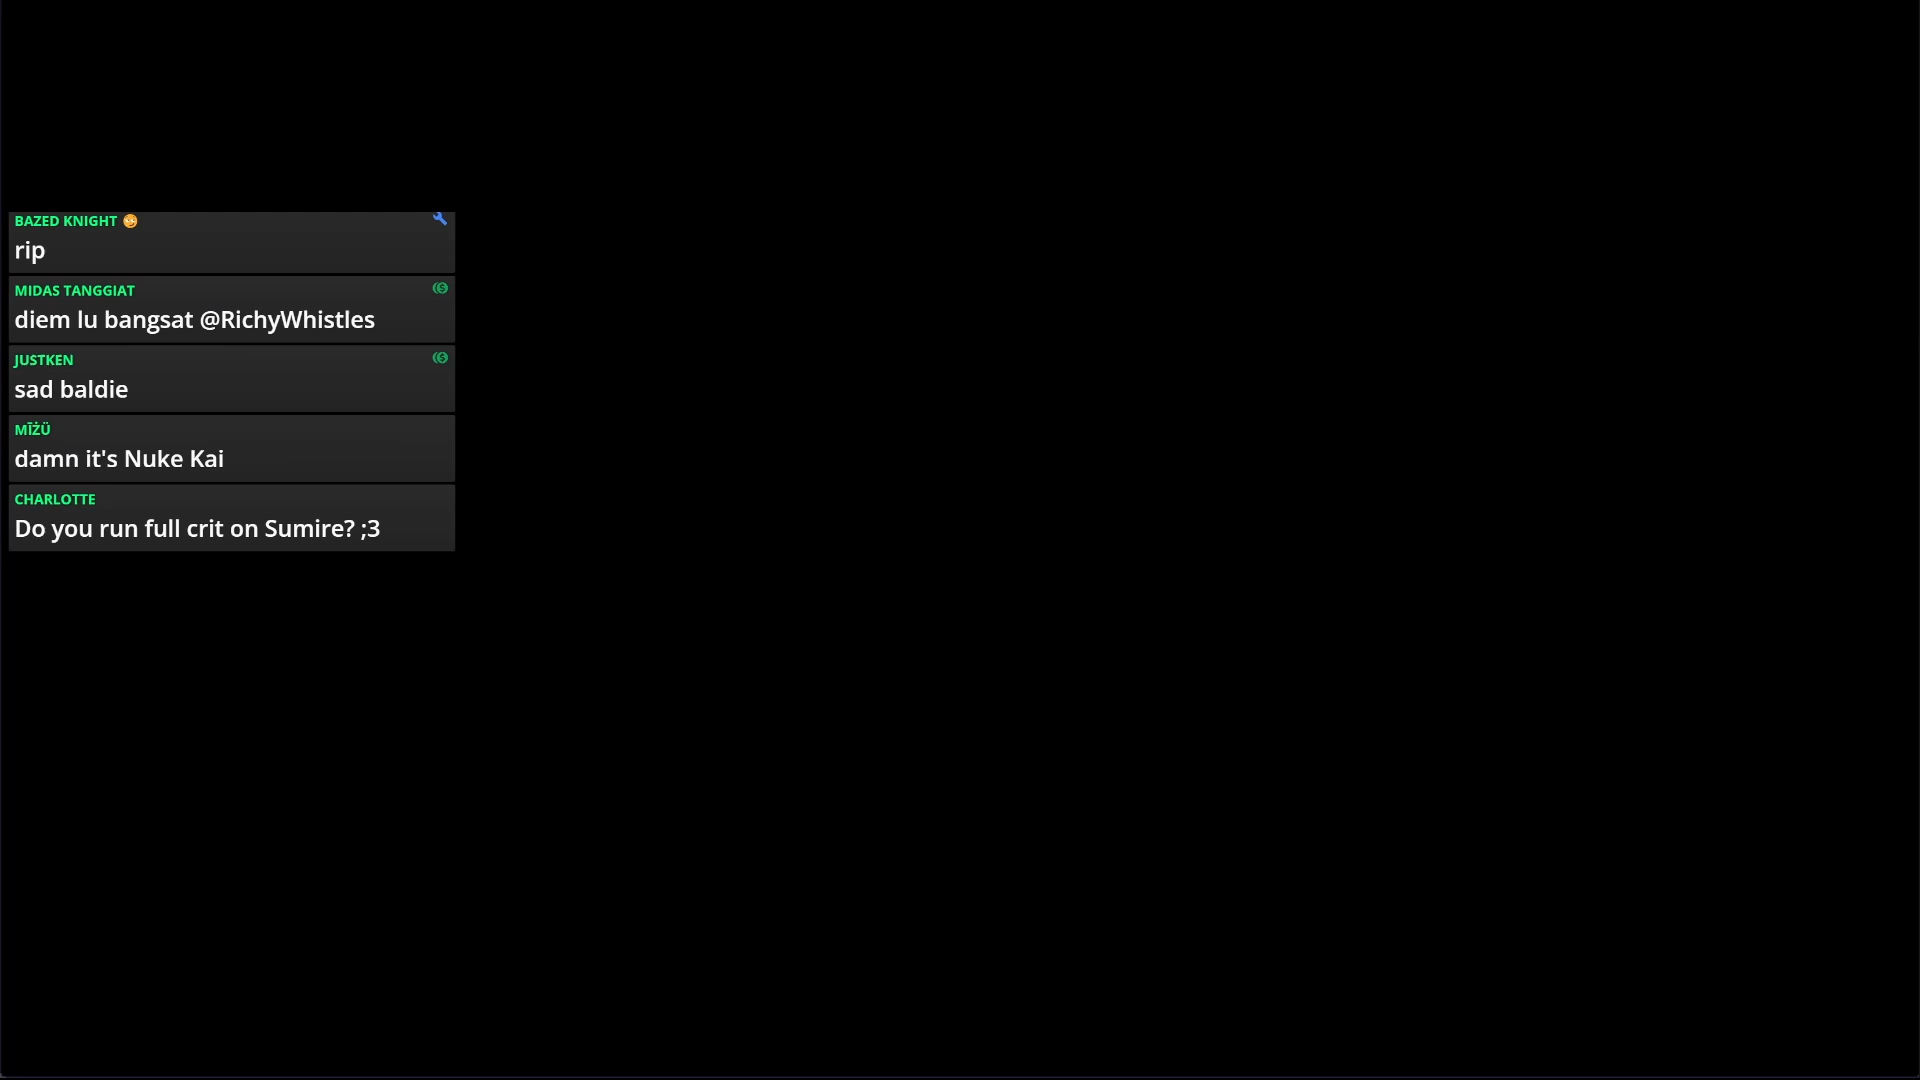 BAZED KNIGHT 😳
rip
MIDAS TANGGIAT
diem lu bangsat @RichyWhistles
JUSTKEN
sad baldie
MĪŻÜ
damn it's Nuke Kai
CHARLOTTE
Do you run full crit on Sumire? ;3